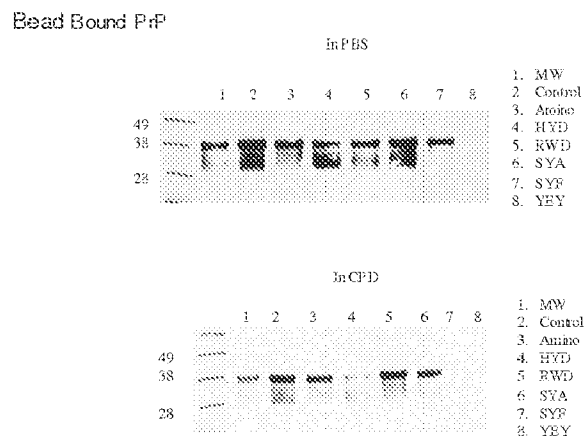 Bead Bound PrP
In PBS
1 2 3 4 5 6 7 8
49
38
28
1. MW
2 Control
3. Amino
4. HYD
5. RWD
6. SYA
7. SYF
8. YEY
In CPD
1 2 3 4 5 6 7 8
49
38
28
1. MW
2. Control
3. Amino
4. HYD
5. RWD
6 SYA
7. SYF
8. YEY